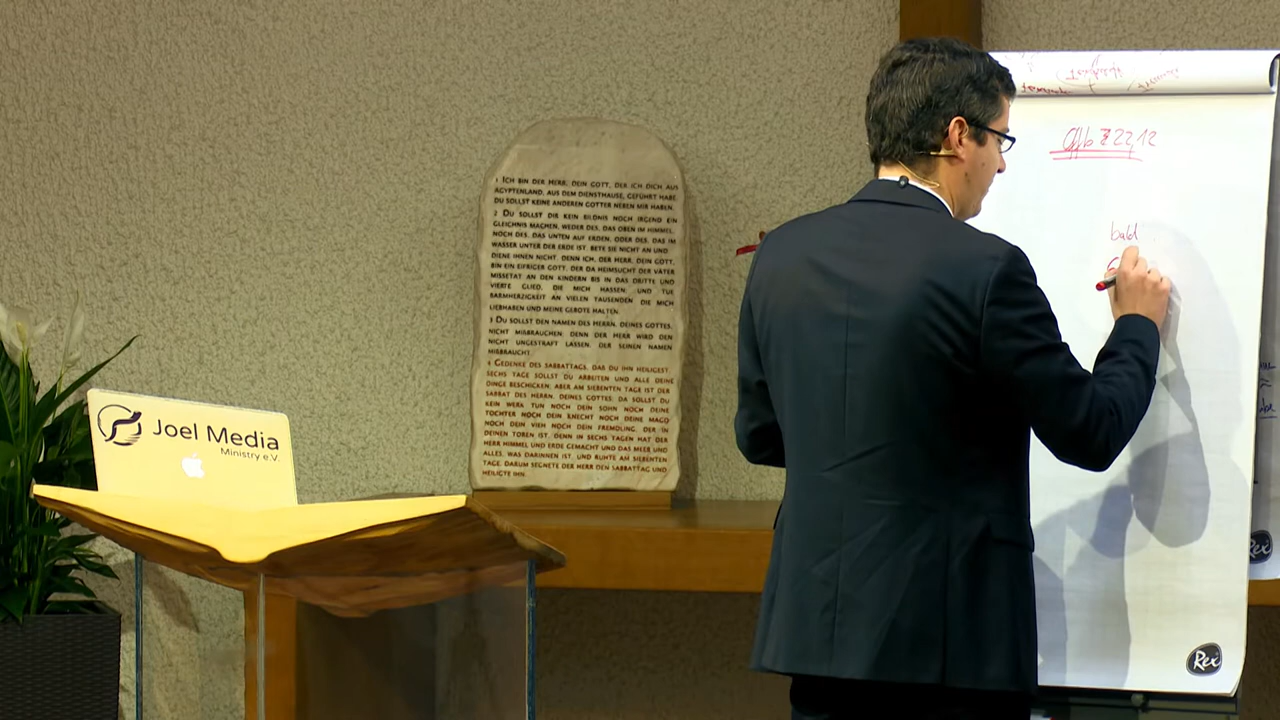 1 ICH BIN DER HERR, DEIN GOTT, DER ICH DICH AUS
ÄGYPTENLAND, AUS DEM DIENSTHAUSE, GEFÜHRT HABE
DU SOLLST KEINE ANDEREN GÖTTER NEBEN MIR HABEN.
2 DU SOLLST DIR KEIN BILDNIS NOCH IRGEND EIN
GLEICHNIS MACHEN, WEDER DES, DAS OBEN IM HIMMEL,
NOCH DES, DAS UNTEN AUF ERDEN, ODER DES, DAS IM
WASSER UNTER DER ERDE IST. BETE SIE NICHT AN UND
DIENE IHNEN NICHT. DENN ICH, DER HERR, DEIN GOTT,
BIN EIN EIFRIGER GOTT, DER DA HEIMSUCHT DER VÄTER
MISSETAT AN DEN KINDERN BIS IN DAS DRITTE UND
VIERTE GLIED, DIE MICH HASSEN; UND TUE
BARMHERZIGKEIT AN VIELEN TAUSENDEN DIE MICH
LIEBHABEN UND MEINE GEBOTE HALTEN.
3 DU SOLLST DEN NAMEN DES HERRN, DEINES GOTTES,
NICHT MIßBRAUCHEN; DENN DER HERR WIRD DEN
NICHT UNGESTRAFT LASSEN, DER SEINEN NAMEN
MIßBRAUCHT.
4 GEDENKE DES SABBATTAGS, DAß DU IHN HEILIGEST.
SECHS TAGE SOLLST DU ARBEITEN UND ALLE DEINE
DINGE BESCHICKEN; ABER AM SIEBENTEN TAGE IST DER
SABBAT DES HERRN, DEINES GOTTES; DA SOLLST DU
KEIN WERK TUN NOCH DEIN SOHN NOCH DEINE
TOCHTER NOCH DEIN KNECHT NOCH DEINE MAGD
NOCH DEIN VIEH NOCH DEIN FREMDLING, DER IN
DEINEN TOREN IST. DENN IN SECHS TAGEN HAT DER
HERR HIMMEL UND ERDE GEMACHT UND DAS MEER UND
ALLES, WAS DARINNEN IST, UND RUHTE AM SIEBENTEN
TAGE. DARUM SEGNETE DER HERR DEN SABBATTAG UND
HEILIGTE IHN.
Joel Media
Ministry e.V.
Offb 22,12
bald
Rex
Rex